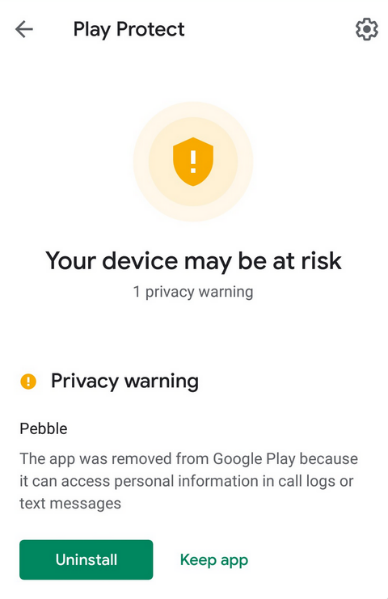 Play Protect
Your device may be at risk
1 privacy warning
Privacy warning
Pebble
The app was removed from Google Play because
it can access personal information in call logs or
text messages
Uninstall Keep app